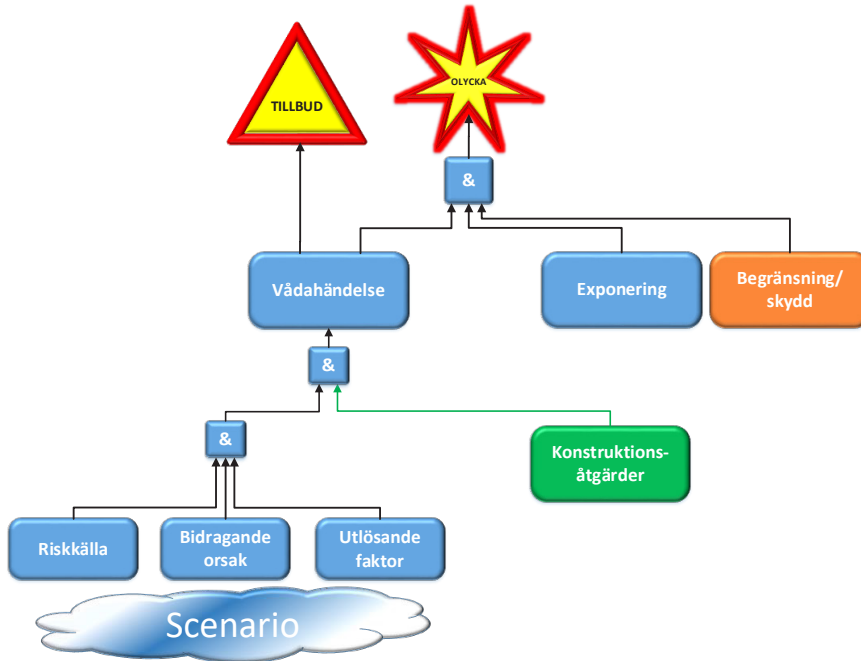 OLYCKA
TILLBUD
&
Vådahändelse
Exponering
Begränsning/
skydd
&
&
Konstruktions-
åtgärder
Riskkälla
Bidragande
orsak
Utlösande
faktor
Scenario